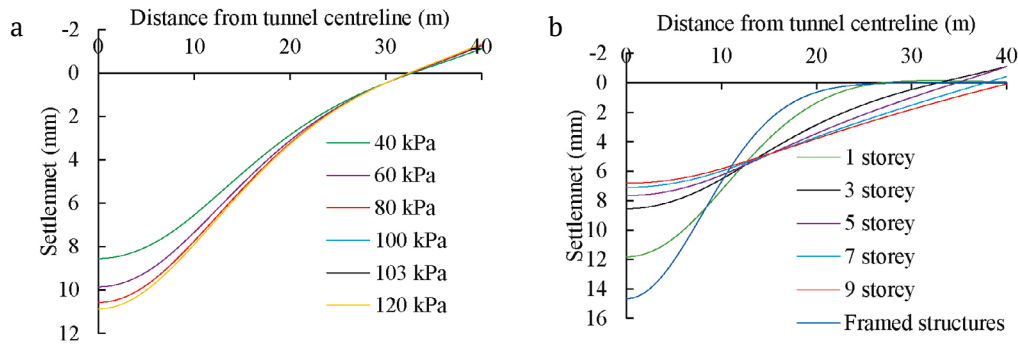 a
Distance from tunnel centreline (m)
-2
0 10 20 30 40
0
2
4
6
8
10
12
Settlemnet (mm)
40 kPa
60 kPa
80 kPa
100 kPa
103 kPa
120 kPa
b
Distance from tunnel centreline (m)
-2
0 10 20 30 40
0
2
4
6
8
10
12
14
16
Settlemnet (mm)
1 storey
3 storey
5 storey
7 storey
9 storey
Framed structures